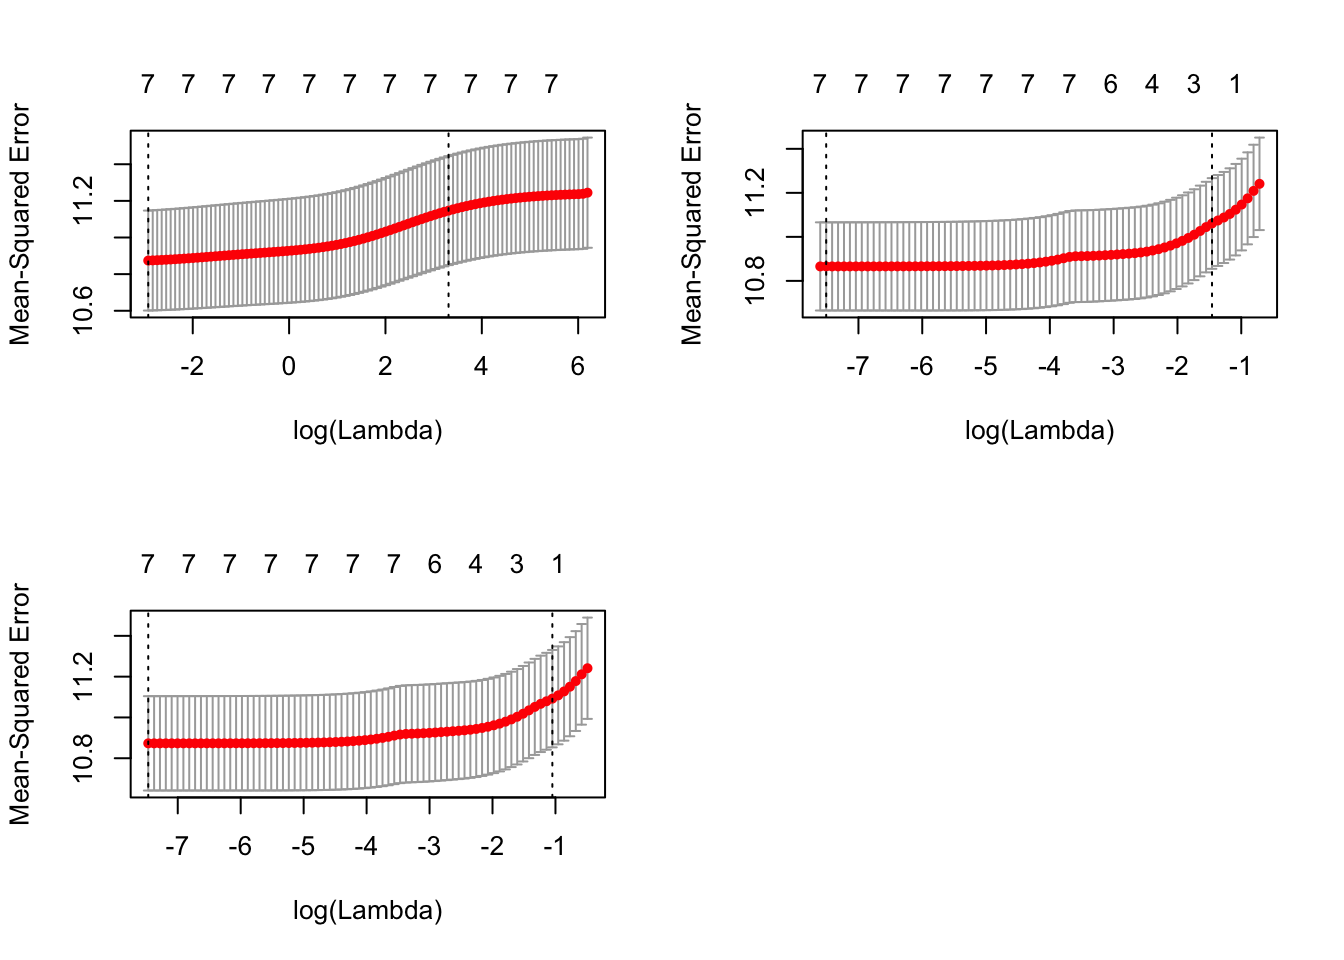 7 7 7 7 7 7 7 7 7 7 7
Mean-Squared Error
11.2
10.6
-2 0 2 4 6
log(Lambda)
7 7 7 7 7 7 7 6 4 3 1
Mean-Squared Error
11.2
10.8
-7 -6 -5 -4 -3 -2 -1
log(Lambda)
7 7 7 7 7 7 7 6 4 3 1
Mean-Squared Error
11.2
10.8
-7 -6 -5 -4 -3 -2 -1
log(Lambda)